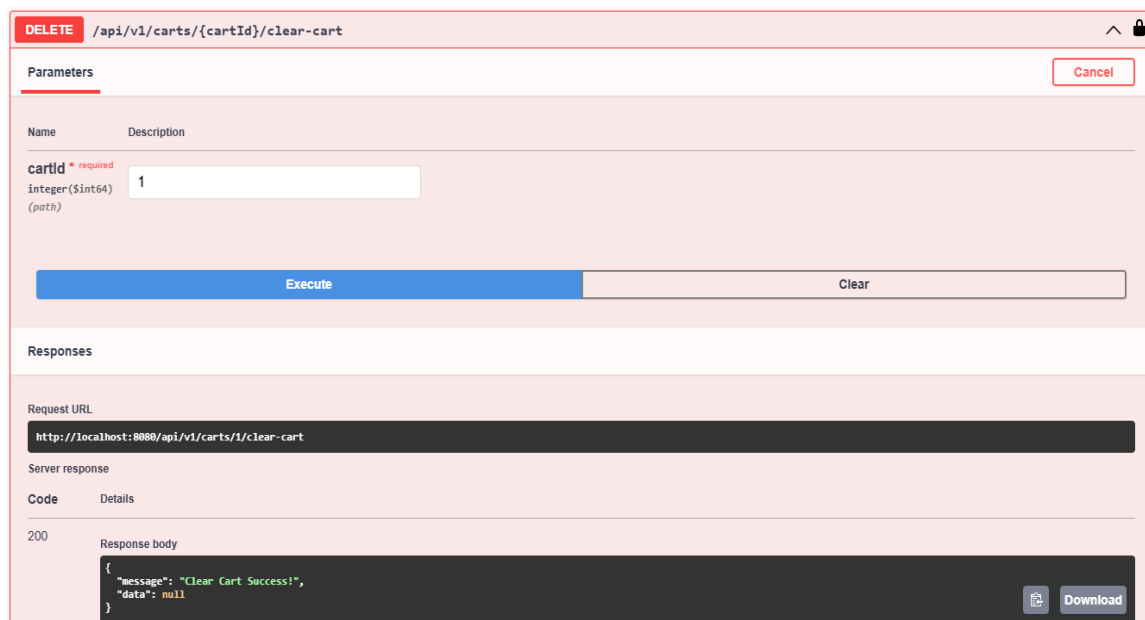 DELETE /api/v1/carts/{cartId}/clear-cart
Parameters
Cancel
Name Description
cartId * required
integer($int64)
(path)
1
Execute Clear
Responses
Request URL
http://localhost:8080/api/v1/carts/1/clear-cart
Server response
Code Details
200
Response body
{
"message": "Clear Cart Success!",
"data": null
}
Download